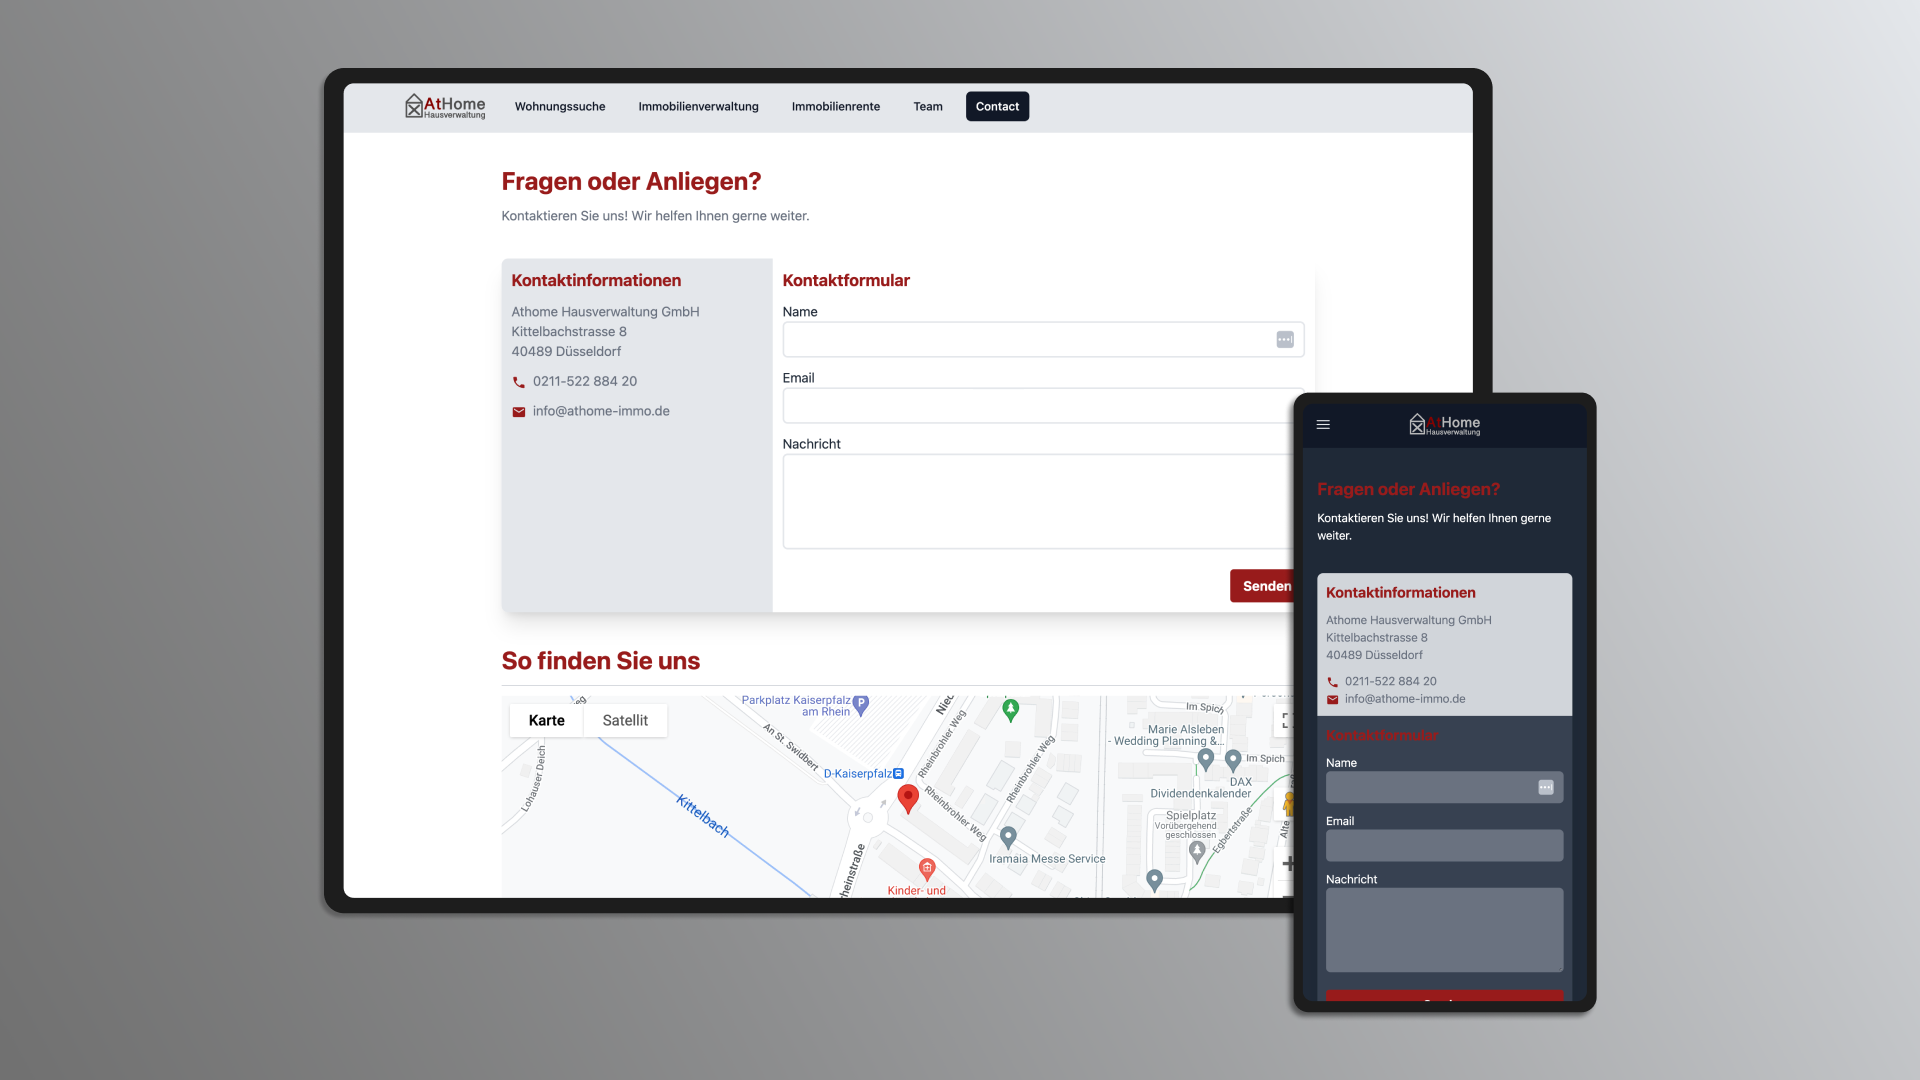 AtHome
Hausverwaltung
Wohnungssuche
Immobilienverwaltung
Immobilienrente
Team
Contact
Fragen oder Anliegen?
Kontaktieren Sie uns! Wir helfen Ihnen gerne weiter.
Kontaktinformationen
Athome Hausverwaltung GmbH
Kittelbachstrasse 8
40489 Düsseldorf
0211-522 884 20
info@athome-immo.de
Kontaktformular
Name
Email
Nachricht
Senden
So finden Sie uns
Karte
Satellit
Parkplatz Kaiserpfalz
am Rhein
P
An St. Swidbert
D-Kaiserpfalz
Rheinbrohler Weg
Rheinbrohler Weg
Rheinbrohler Weg
Lohauser Deich
Kittelbach
Kinder- und
Iramaia Messe Service
Im Spich
Marie Alsleben
- Wedding Planning &...
Im Spich
DAX
Dividendenkalender
Spielplatz
Vorübergehend
geschlossen
Egbertstraße
Alte
AtHome
Hausverwaltung
Fragen oder Anliegen?
Kontaktieren Sie uns! Wir helfen Ihnen gerne
weiter.
Kontaktinformationen
Athome Hausverwaltung GmbH
Kittelbachstrasse 8
40489 Düsseldorf
0211-522 884 20
info@athome-immo.de
Kontaktformular
Name
Email
Nachricht